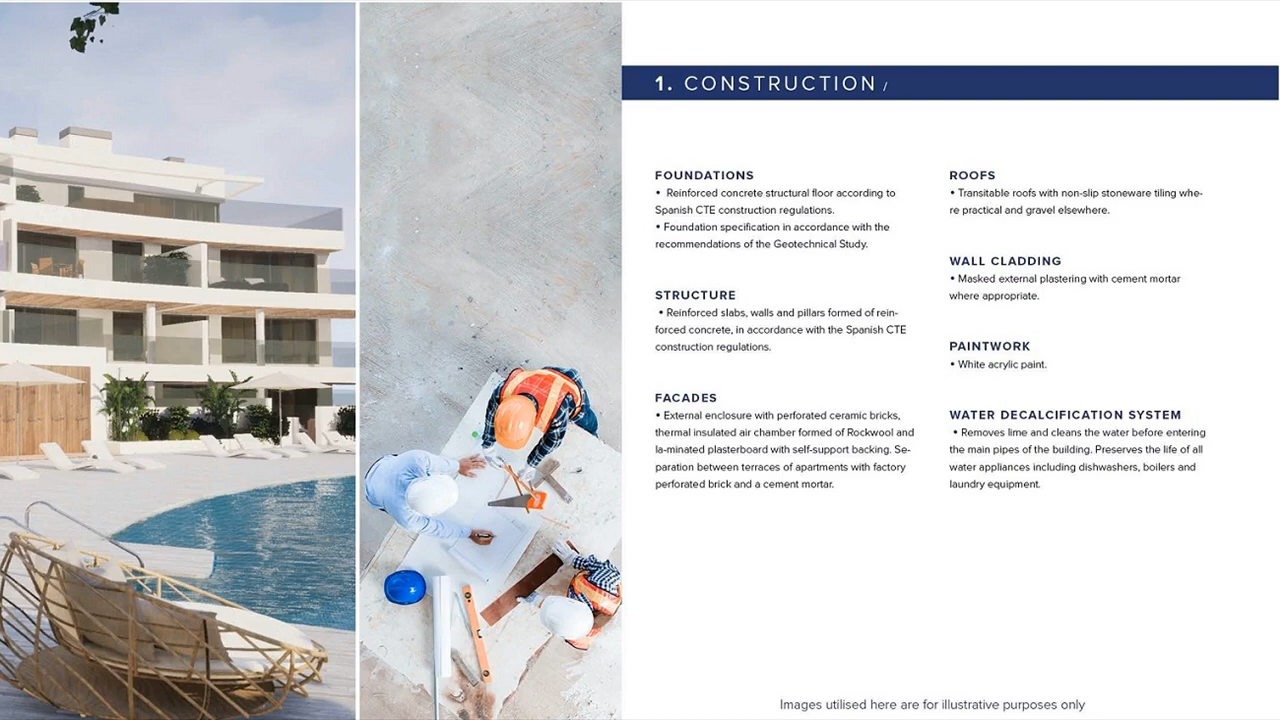 1. CONSTRUCTION /
FOUNDATIONS
• Reinforced concrete structural floor according to
Spanish CTE construction regulations.
• Foundation specification in accordance with the
recommendations of the Geotechnical Study.
STRUCTURE
• Reinforced slabs, walls and pillars formed of rein-
forced concrete, in accordance with the Spanish CTE
construction regulations.
FACADES
• External enclosure with perforated ceramic bricks,
thermal insulated air chamber formed of Rockwool and
la-minated plasterboard with self-support backing. Se-
paration between terraces of apartments with factory
perforated brick and a cement mortar.
ROOFS
• Transitable roofs with non-slip stoneware tiling whe-
re practical and gravel elsewhere.
WALL CLADDING
• Masked external plastering with cement mortar
where appropriate.
PAINTWORK
• White acrylic paint.
WATER DECALCIFICATION SYSTEM
• Removes lime and cleans the water before entering
the main pipes of the building. Preserves the life of all
water appliances including dishwashers, boilers and
laundry equipment.
Images utilised here are for illustrative purposes only